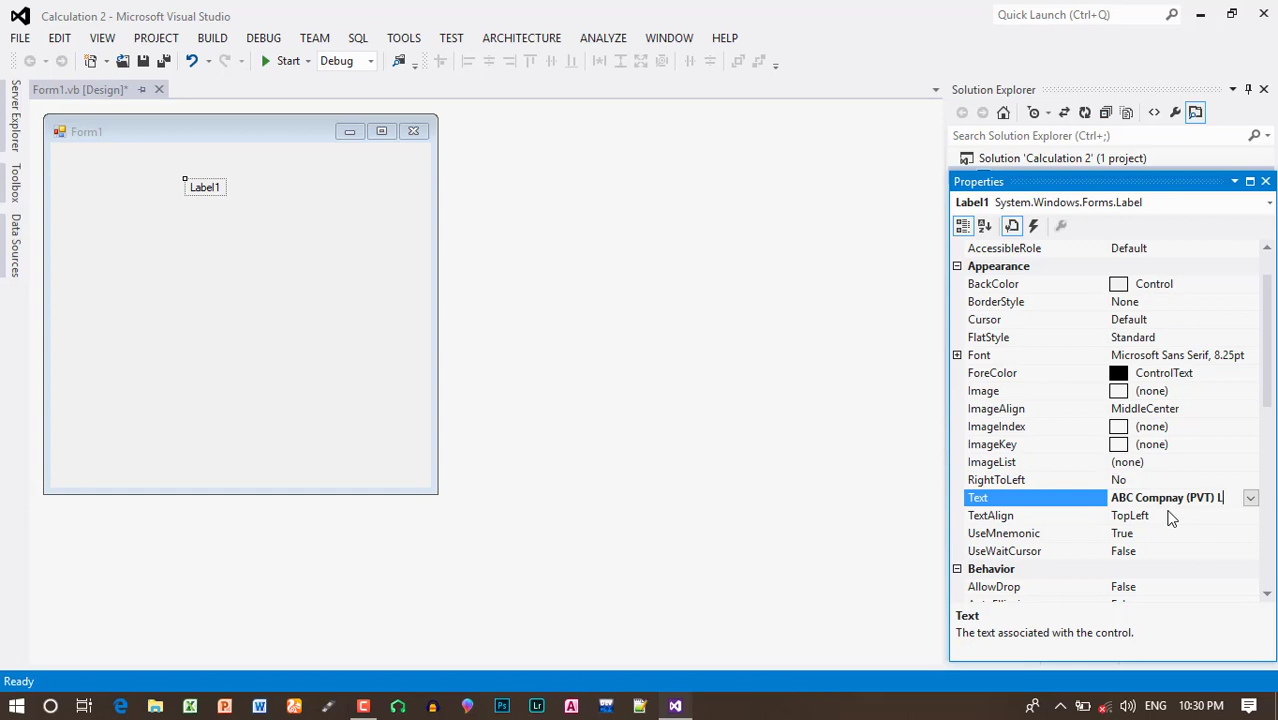 Calculation 2 - Microsoft Visual Studio
Quick Launch (Ctrl+Q)
FILE EDIT VIEW PROJECT BUILD DEBUG TEAM SQL TOOLS TEST ARCHITECTURE ANALYZE WINDOW HELP
Start Debug
Form1.vb [Design]*
Solution Explorer
Search Solution Explorer (Ctrl+;)
Solution 'Calculation 2' (1 project)
Server Explorer
Toolbox
Data Sources
Form1
Label1
Properties
Label1 System.Windows.Forms.Label
AccessibleRole Default
Appearance
BackColor Control
BorderStyle None
Cursor Default
FlatStyle Standard
Font Microsoft Sans Serif, 8.25pt
ForeColor ControlText
Image (none)
ImageAlign MiddleCenter
ImageIndex (none)
ImageKey (none)
ImageList (none)
RightToLeft No
Text ABC Compnay (PVT) L
TextAlign TopLeft
UseMnemonic True
UseWaitCursor False
Behavior
AllowDrop False
Text
The text associated with the control.
Ready
ENG 10:30 PM